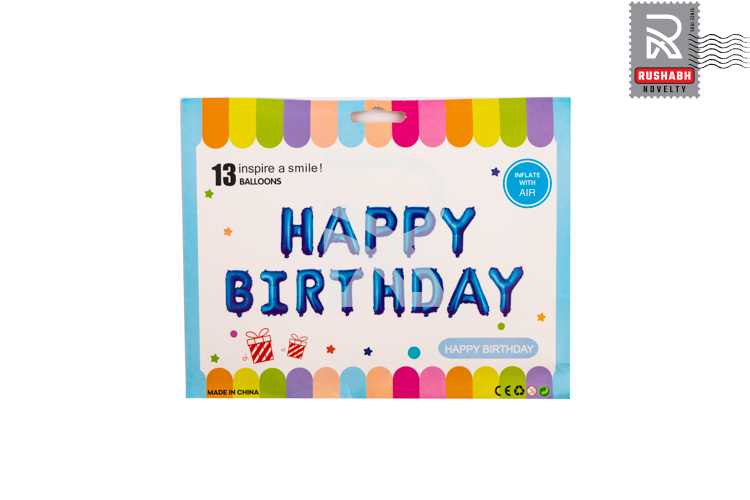 RUSHABH
NOVELTY
13 inspire a smile!
BALLOONS
INFLATE
WITH
AIR
HAPPY
BIRTHDAY
HAPPY BIRTHDAY
MADE IN CHINA
CE